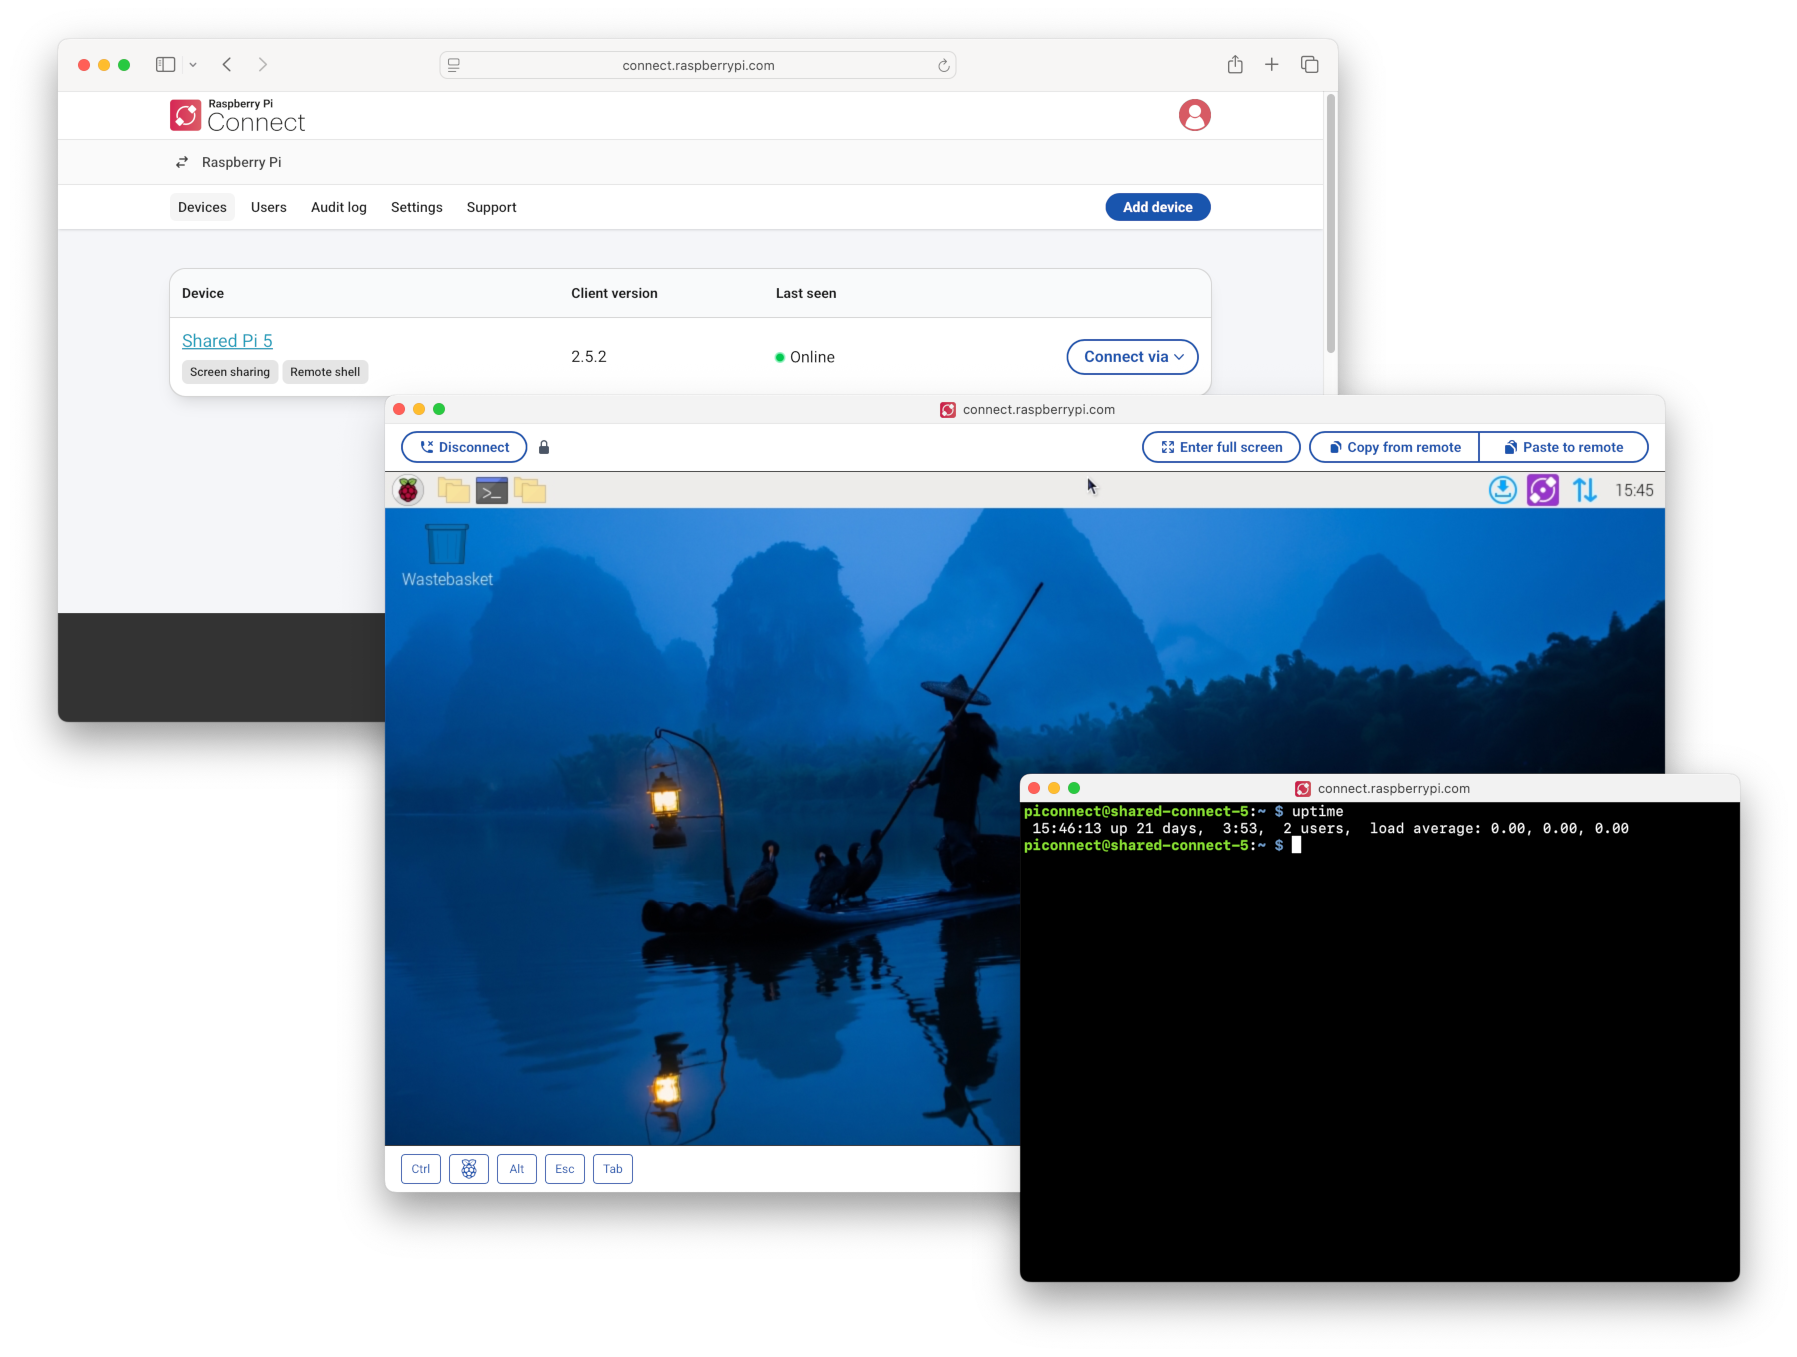 connect.raspberrypi.com
Raspberry Pi
Connect
Raspberry Pi
Devices Users Audit log Settings Support Add device
Device Client version Last seen
Shared Pi 5
Screen sharing Remote shell
2.5.2
Online
Connect via
connect.raspberrypi.com
Disconnect Enter full screen Copy from remote Paste to remote
15:45
Wastebasket
Ctrl Alt Esc Tab
connect.raspberrypi.com
piconnect@shared-connect-5:~ $ uptime
15:46:13 up 21 days, 3:53, 2 users, load average: 0.00, 0.00, 0.00
piconnect@shared-connect-5:~ $